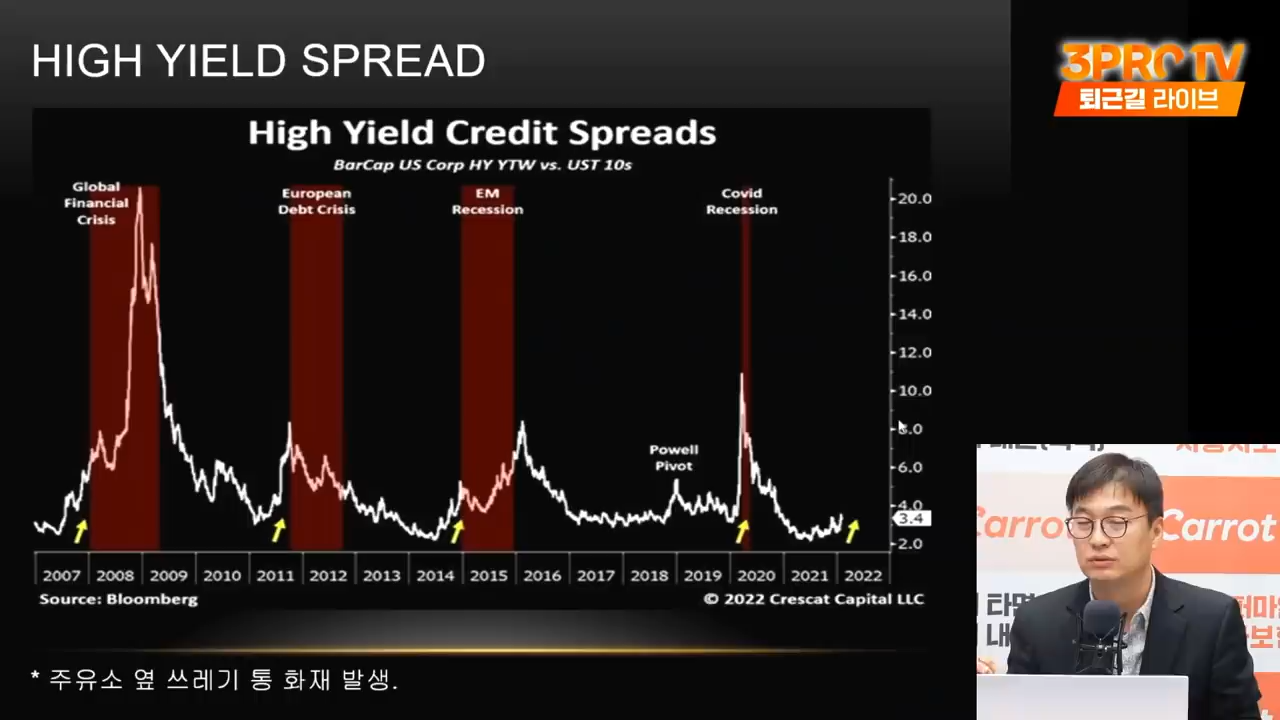 HIGH YIELD SPREAD
3PRO TV
퇴근길 라이브
High Yield Credit Spreads
BarCap US Corp HY YTW vs. UST 10s
Global
Financial
Crisis
European
Debt Crisis
EM
Recession
Covid
Recession
Powell
Pivot
20.0
18.0
16.0
14.0
12.0
10.0
8.0
6.0
4.0
3.4
2.0
2007 2008 2009 2010 2011 2012 2013 2014 2015 2016 2017 2018 2019 2020 2021 2022
Source: Bloomberg
© 2022 Crescat Capital LLC
* 주유소 옆 쓰레기 통 화재 발생.
Carrot
Carrot